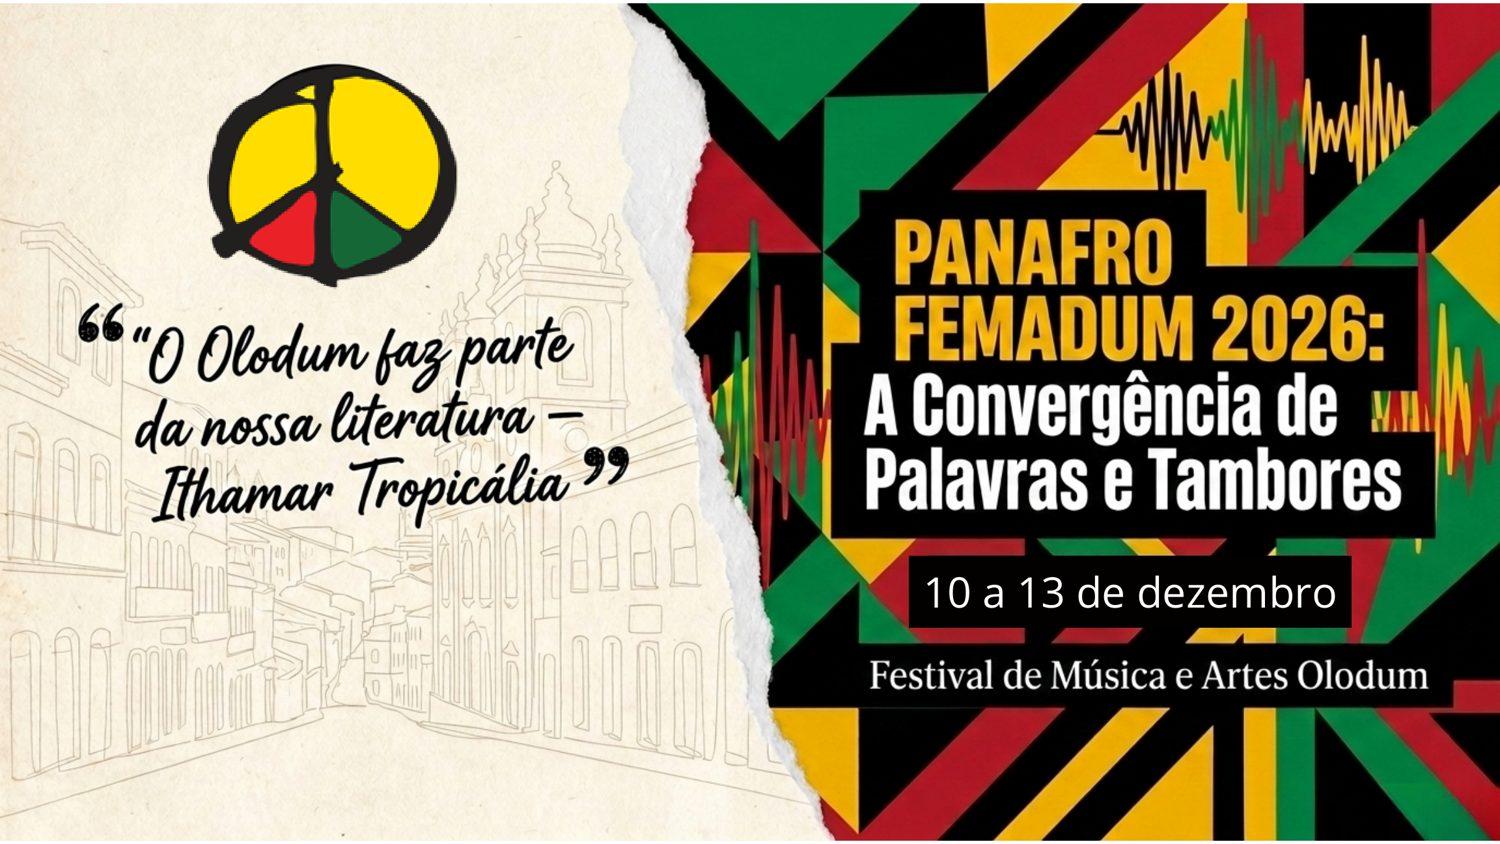 “ “O Olodum faz parte
da nossa literatura –
Ithamar Tropicália ”
PANAFRO
FEMADUM 2026:
A Convergência de
Palavras e Tambores
10 a 13 de dezembro
Festival de Música e Artes Olodum